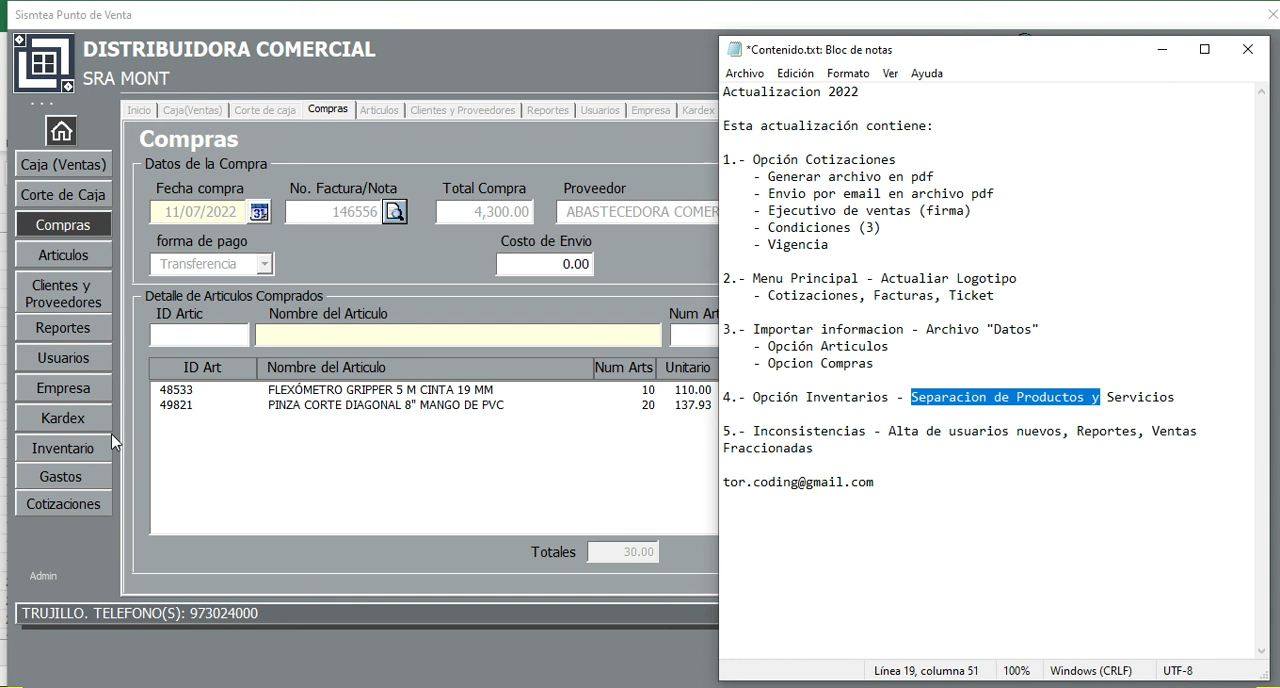 Sismtea Punto de Venta
DISTRIBUIDORA COMERCIAL
SRA MONT
Inicio
Caja(Ventas)
Corte de caja
Compras
Articulos
Clientes y Proveedores
Reportes
Usuarios
Empresa
Kardex
Caja (Ventas)
Corte de Caja
Compras
Articulos
Clientes y
Proveedores
Reportes
Usuarios
Empresa
Kardex
Inventario
Gastos
Cotizaciones
Admin
Compras
Datos de la Compra
Fecha compra
No. Factura/Nota
Total Compra
Proveedor
11/07/2022
146556
4,300.00
ABASTECEDORA COMER
forma de pago
Costo de Envio
Transferencia
0.00
Detalle de Articulos Comprados
ID Artic
Nombre del Articulo
Num Art
ID Art
Nombre del Articulo
Num Arts
Unitario
48533
FLEXÓMETRO GRIPPER 5 M CINTA 19 MM
10
110.00
49821
PINZA CORTE DIAGONAL 8" MANGO DE PVC
20
137.93
Totales
30.00
TRUJILLO. TELEFONO(S): 973024000
*Contenido.txt: Bloc de notas
Archivo Edición Formato Ver Ayuda
Actualizacion 2022
Esta actualización contiene:
1.- Opción Cotizaciones
- Generar archivo en pdf
- Envio por email en archivo pdf
- Ejecutivo de ventas (firma)
- Condiciones (3)
- Vigencia
2.- Menu Principal - Actualiar Logotipo
- Cotizaciones, Facturas, Ticket
3.- Importar informacion - Archivo "Datos"
- Opción Articulos
- Opcion Compras
4.- Opción Inventarios - Separacion de Productos y Servicios
5.- Inconsistencias - Alta de usuarios nuevos, Reportes, Ventas
Fraccionadas
tor.coding@gmail.com
Línea 19, columna 51
100%
Windows (CRLF)
UTF-8